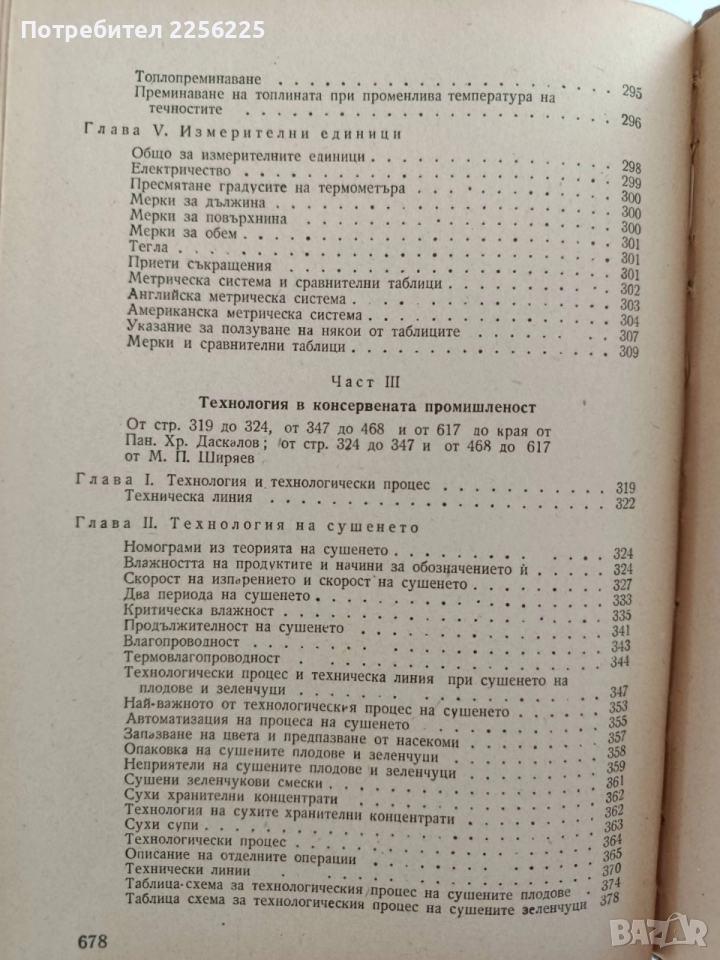 Потребител 2256225
Топлопреминаване . . . . . . . . . . . . . . . . 295
Преминаване на топлината при променлива температура на
течностите . . . . . . . . . . . . . . . . 296
Глава V. Измерителни единици
Общо за измерителните единици . . . . . . . . . . . . 298
Електричество . . . . . . . . . . . . . . . . 299
Пресмятане градусите на термометъра . . . . . . . . . . 300
Мерки за дължина . . . . . . . . . . . . . . . . 300
Мерки за повърхнина . . . . . . . . . . . . . . . 300
Мерки за обем . . . . . . . . . . . . . . . . 301
Тегла . . . . . . . . . . . . . . . . . . 301
Приети съкращения . . . . . . . . . . . . . . . 301
Метрическа система и сравнителни таблици . . . . . . . . 302
Английска метрическа система . . . . . . . . . . . . 303
Американска метрическа система . . . . . . . . . . . 304
Указание за ползуване на някои от таблиците . . . . . . 307
Мерки и сравнителни таблици . . . . . . . . . . . . 309
Част III
Технология в консервената промишленост
От стр. 319 до 324, от 347 до 468 и от 617 до края от
Пан. Хр. Даскалов; от стр. 324 до 347 и от 468 до 617
от М. П. Ширяев
Глава I. Технология и технологически процес . . . . . . . . 319
Техническа линия . . . . . . . . . . . . . . . . 322
Глава II. Технология на сушенето
Номограми из теорията на сушенето . . . . . . . . . . 324
Влажността на продуктите и начини за обозначението ѝ . . . . 324
Скорост на изпарението и скорост на сушенето . . . . . . . 327
Два периода на сушенето . . . . . . . . . . . . . . 333
Критическа влажност . . . . . . . . . . . . . . . 335
Продължителност на сушенето . . . . . . . . . . . . 341
Влагопроводност . . . . . . . . . . . . . . . . 343
Термовлагопроводност . . . . . . . . . . . . . . 344
Технологически процес и техническа линия при сушенето на
плодове и зеленчуци . . . . . . . . . . . . . . 347
Най-важното от технологическия процес на сушенето . . . . . 353
Автоматизация на процеса на сушенето . . . . . . . . . 355
Запазване на цвета и предпазване от насекоми . . . . . . . 357
Опаковка на сушените плодове и зеленчуци . . . . . . . . 358
Неприятели на сушените плодове и зеленчуци . . . . . . . 359
Сушени зеленчукови смески . . . . . . . . . . . . . 361
Сухи хранителни концентрати . . . . . . . . . . . . 362
Технология на сухите хранителни концентрати . . . . . . . 362
Сухи супи . . . . . . . . . . . . . . . . . . 363
Технологически процес . . . . . . . . . . . . . . 364
Описание на отделните операции . . . . . . . . . . . 365
Технически линии . . . . . . . . . . . . . . . 370
Таблица-схема за технологическия процес на сушените плодове . 374
Таблица схема за технологическия процес на сушените зеленчуци 378
678
BAZAR